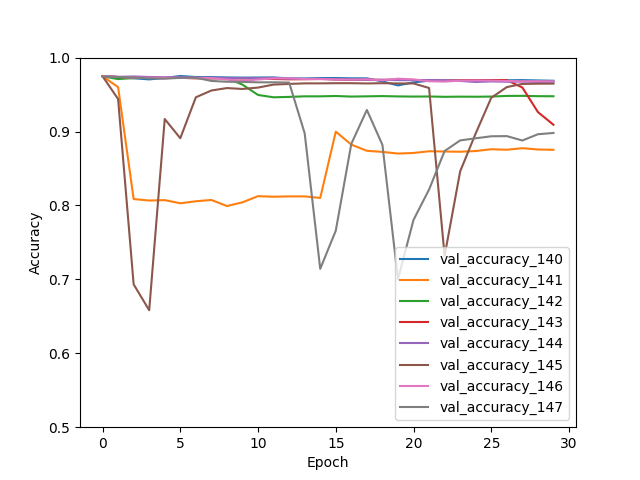 1.0
0.9
0.8
0.7
0.6
0.5
Accuracy
0 5 10 15 20 25 30
Epoch
val_accuracy_140
val_accuracy_141
val_accuracy_142
val_accuracy_143
val_accuracy_144
val_accuracy_145
val_accuracy_146
val_accuracy_147